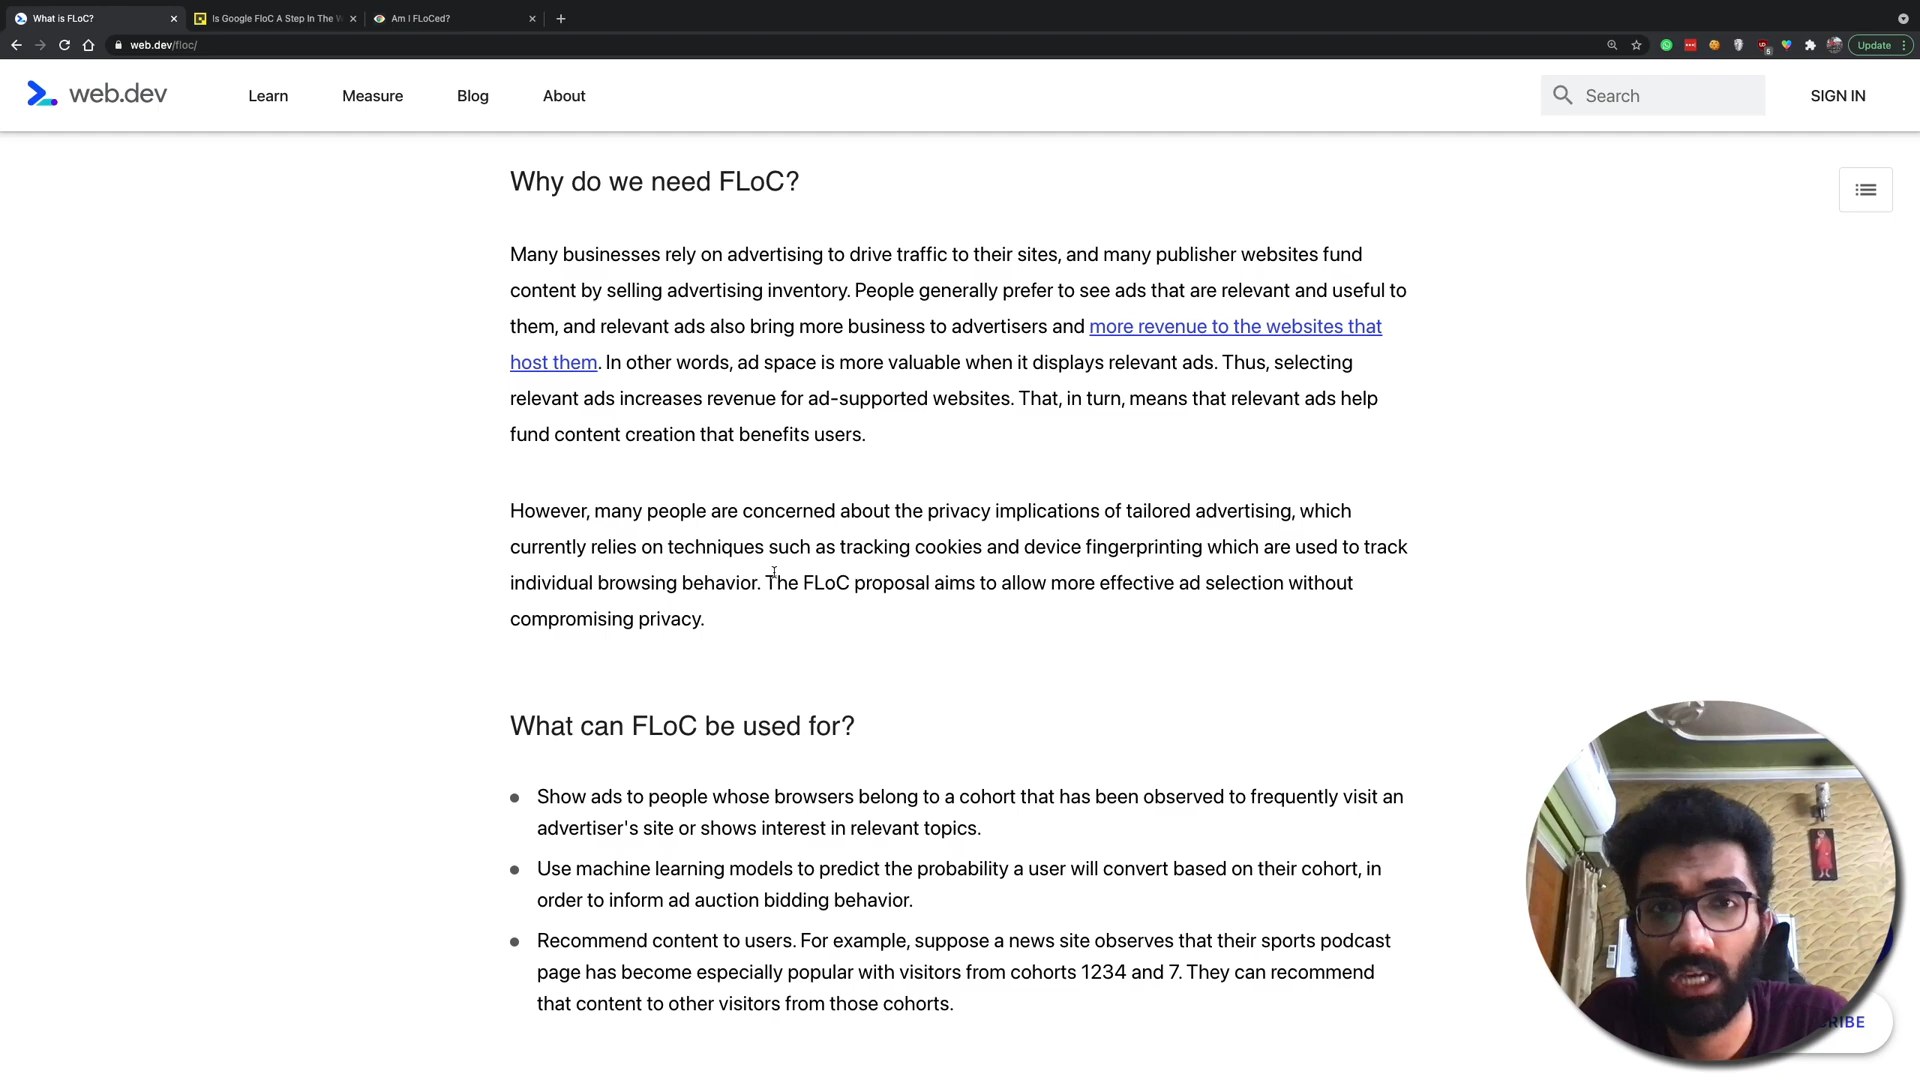 What is FLoC?
Is Google FloC A Step In The W
Am I FLoCed?
web.dev/floc/
Update
web.dev
Learn
Measure
Blog
About
Search
SIGN IN
Why do we need FLoC?
Many businesses rely on advertising to drive traffic to their sites, and many publisher websites fund
content by selling advertising inventory. People generally prefer to see ads that are relevant and useful to
them, and relevant ads also bring more business to advertisers and more revenue to the websites that
host them. In other words, ad space is more valuable when it displays relevant ads. Thus, selecting
relevant ads increases revenue for ad-supported websites. That, in turn, means that relevant ads help
fund content creation that benefits users.
However, many people are concerned about the privacy implications of tailored advertising, which
currently relies on techniques such as tracking cookies and device fingerprinting which are used to track
individual browsing behavior. The FLoC proposal aims to allow more effective ad selection without
compromising privacy.
What can FLoC be used for?
Show ads to people whose browsers belong to a cohort that has been observed to frequently visit an
advertiser's site or shows interest in relevant topics.
Use machine learning models to predict the probability a user will convert based on their cohort, in
order to inform ad auction bidding behavior.
Recommend content to users. For example, suppose a news site observes that their sports podcast
page has become especially popular with visitors from cohorts 1234 and 7. They can recommend
that content to other visitors from those cohorts.
RIBE